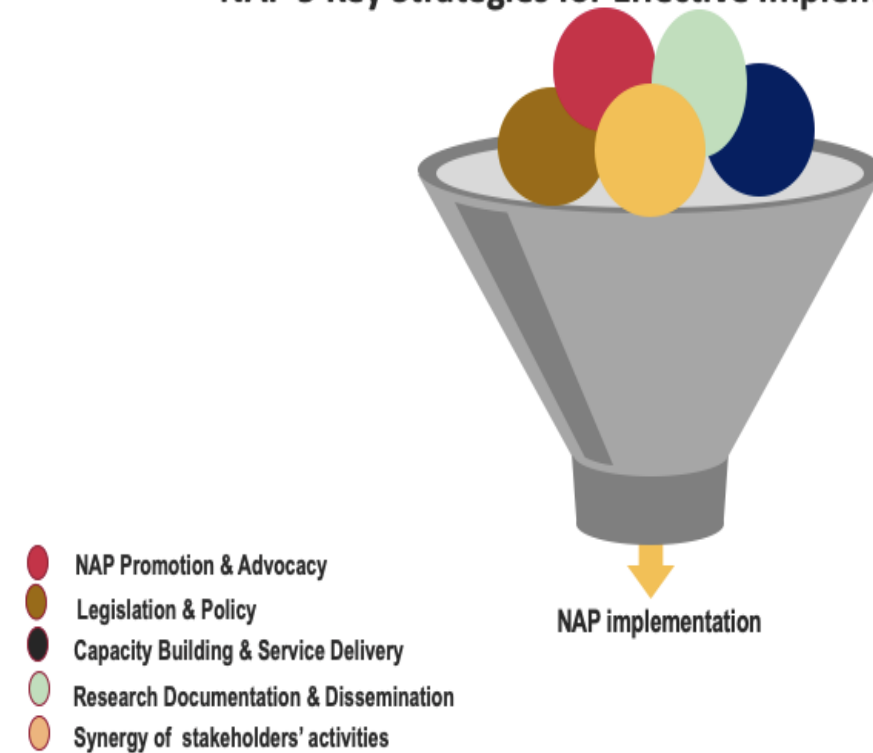 NAP implementation
NAP Promotion & Advocacy
Legislation & Policy
Capacity Building & Service Delivery
Research Documentation & Dissemination
Synergy of stakeholders' activities